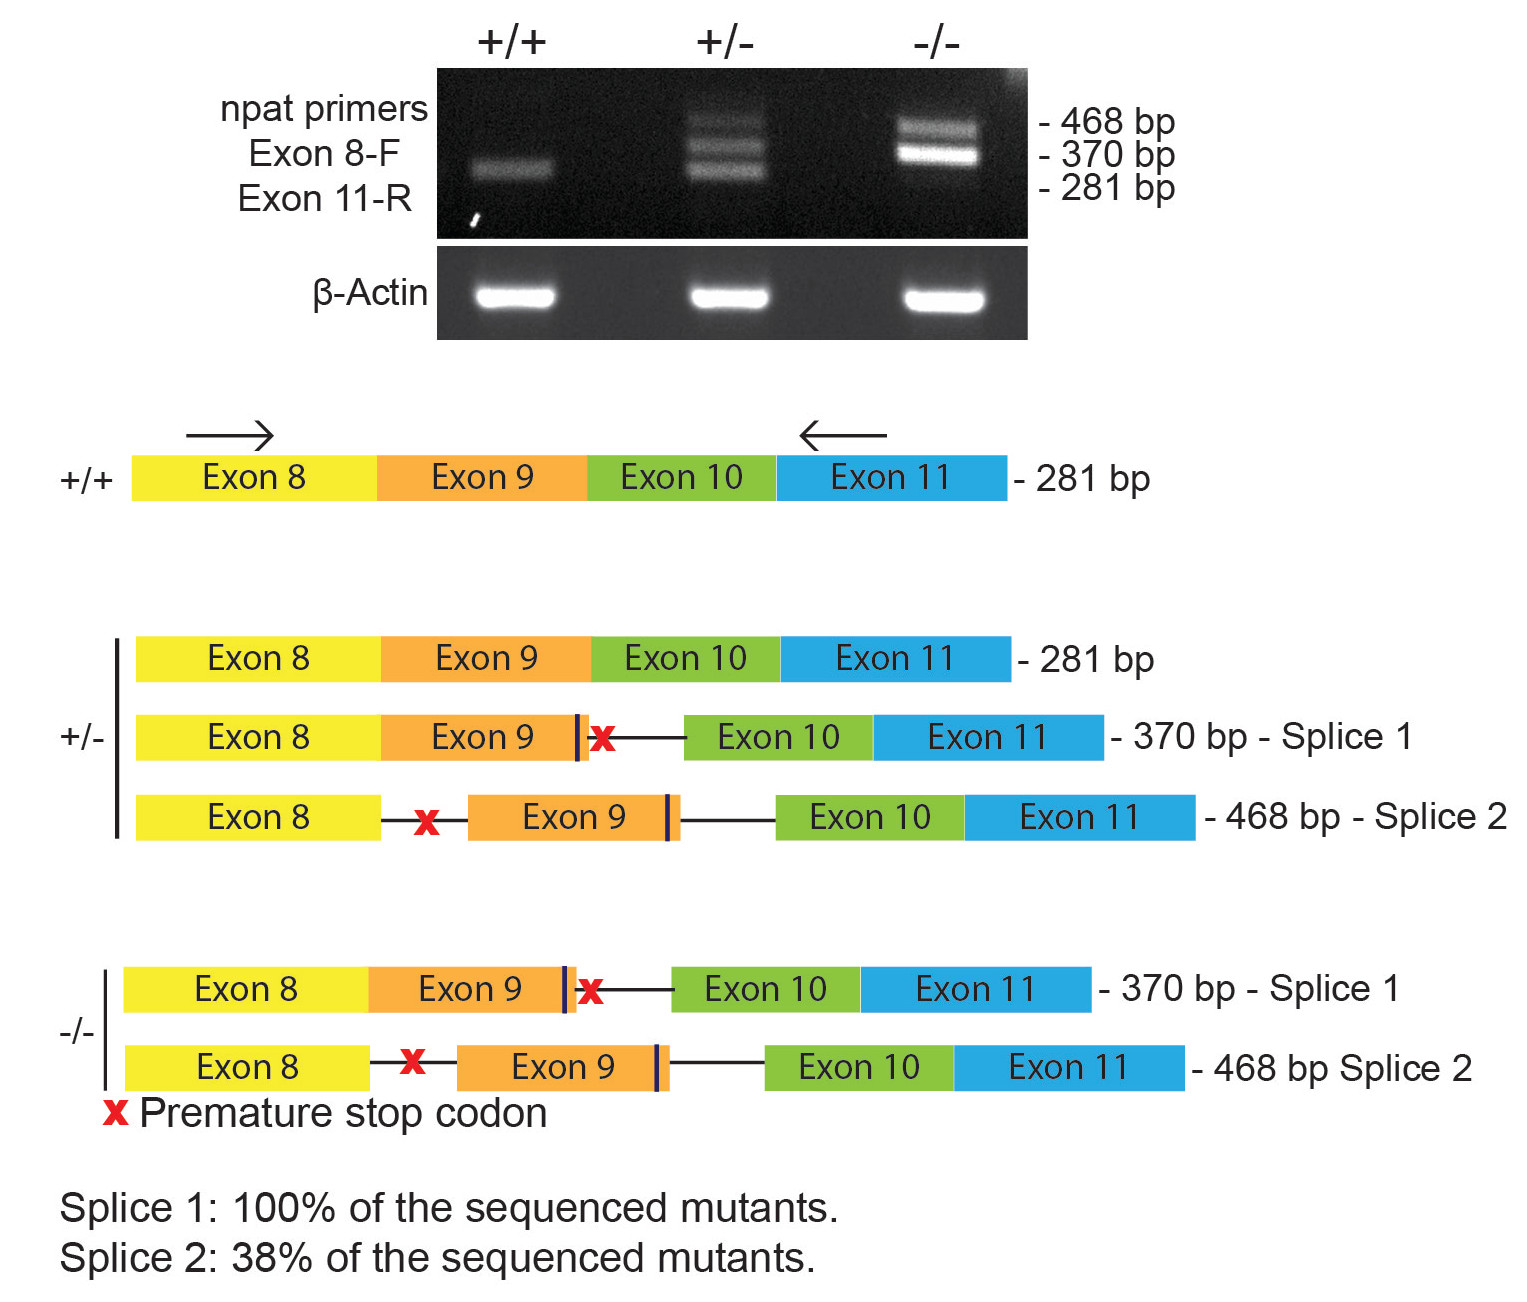 +/+ +/- -/-
npat primers
Exon 8-F
Exon 11-R
- 468 bp
- 370 bp
- 281 bp
β-Actin
+/+ Exon 8 Exon 9 Exon 10 Exon 11 - 281 bp
Exon 8 Exon 9 Exon 10 Exon 11 - 281 bp
+/- Exon 8 Exon 9 x Exon 10 Exon 11 - 370 bp - Splice 1
Exon 8 x Exon 9 Exon 10 Exon 11 - 468 bp - Splice 2
Exon 8 Exon 9 x Exon 10 Exon 11 - 370 bp - Splice 1
-/-
Exon 8 x Exon 9 Exon 10 Exon 11 - 468 bp Splice 2
x Premature stop codon
Splice 1: 100% of the sequenced mutants.
Splice 2: 38% of the sequenced mutants.